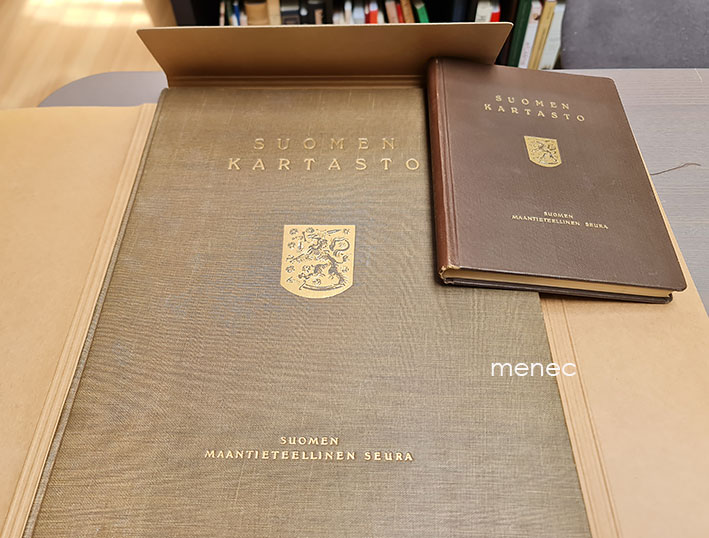 SUOMEN
KARTASTO
SUOMEN
MAANTIETEELLINEN SEURA
SUOMEN
KARTASTO
SUOMEN
MAANTIETEELLINEN SEURA
menec